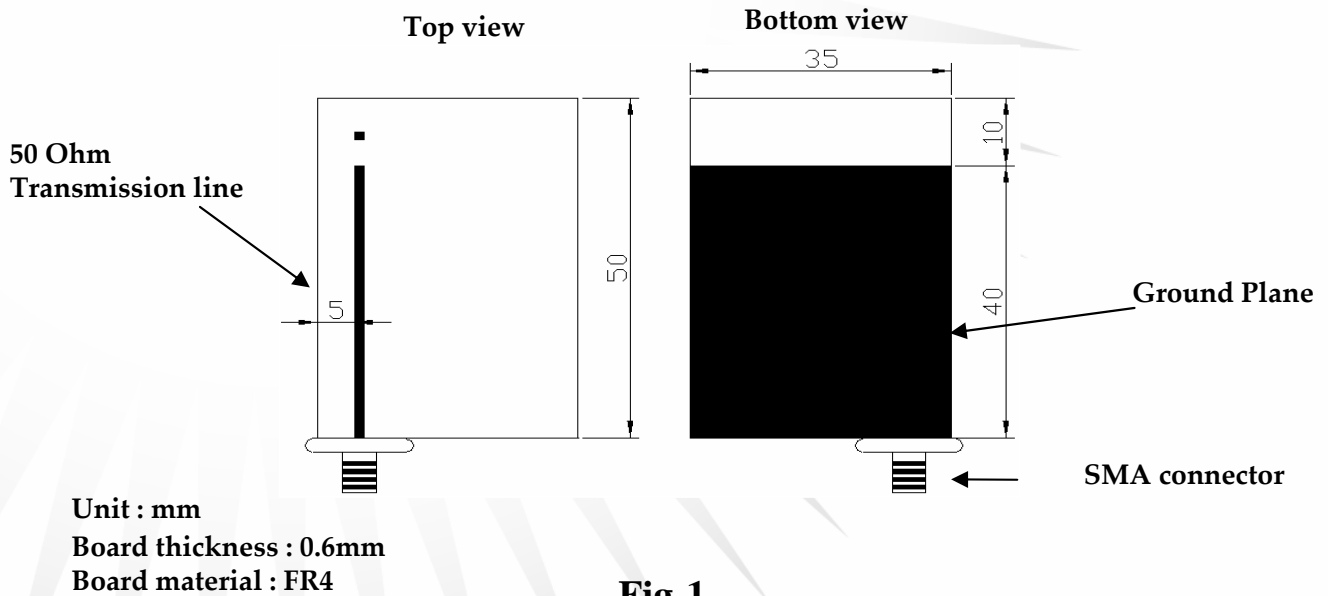 Top view
Bottom view
35
50 Ohm
Transmission line
10
50
5
40
Ground Plane
SMA connector
Unit : mm
Board thickness : 0.6mm
Board material : FR4
Fig 1